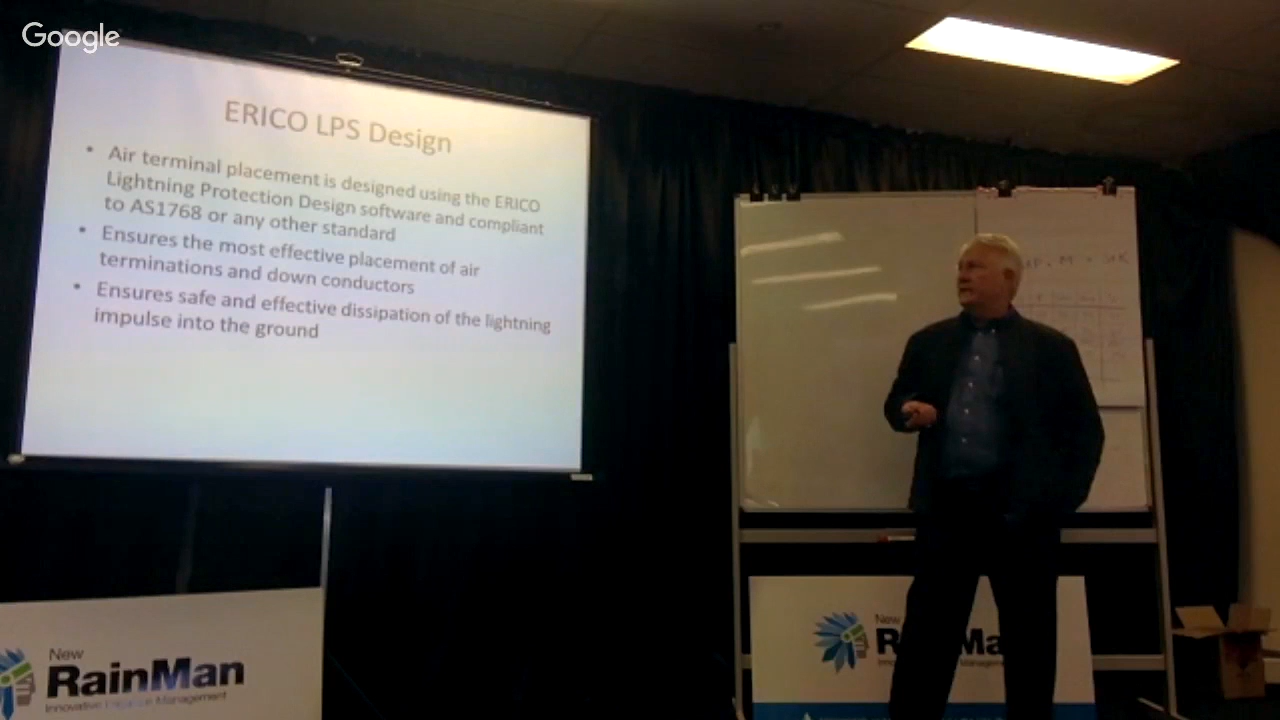 Google
ERICO LPS Design
• Air terminal placement is designed using the ERICO
Lightning Protection Design software and compliant
to AS1768 or any other standard
• Ensures the most effective placement of air
terminations and down conductors
• Ensures safe and effective dissipation of the lightning
impulse into the ground
New
RainMan
Innovative Irrigation Management
New